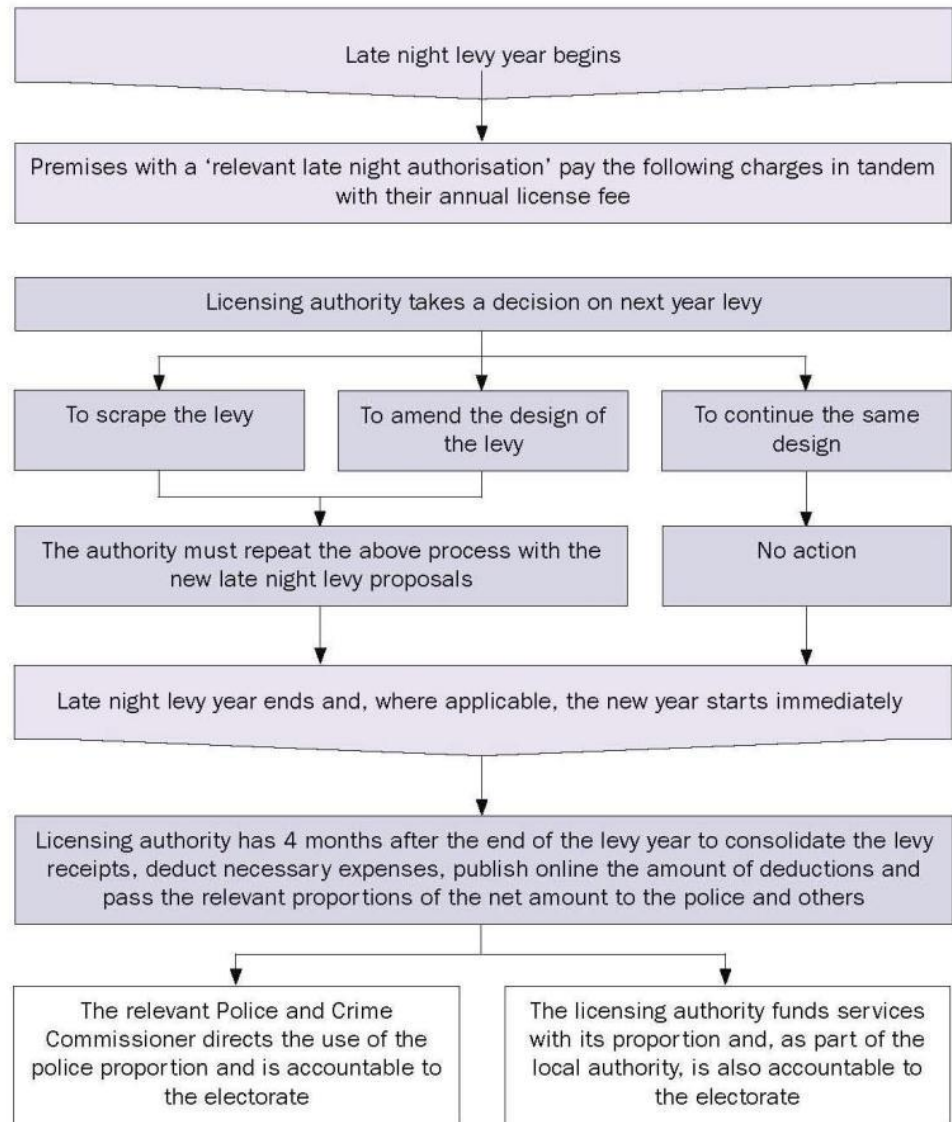 Late night levy year begins
Premises with a ‘relevant late night authorisation’ pay the following charges in tandem
with their annual license fee
Licensing authority takes a decision on next year levy
To scrape the levy
To amend the design of
the levy
To continue the same
design
The authority must repeat the above process with the
new late night levy proposals
No action
Late night levy year ends and, where applicable, the new year starts immediately
Licensing authority has 4 months after the end of the levy year to consolidate the levy
receipts, deduct necessary expenses, publish online the amount of deductions and
pass the relevant proportions of the net amount to the police and others
The relevant Police and Crime
Commissioner directs the use of the
police proportion and is accountable to
the electorate
The licensing authority funds services
with its proportion and, as part of the
local authority, is also accountable to
the electorate